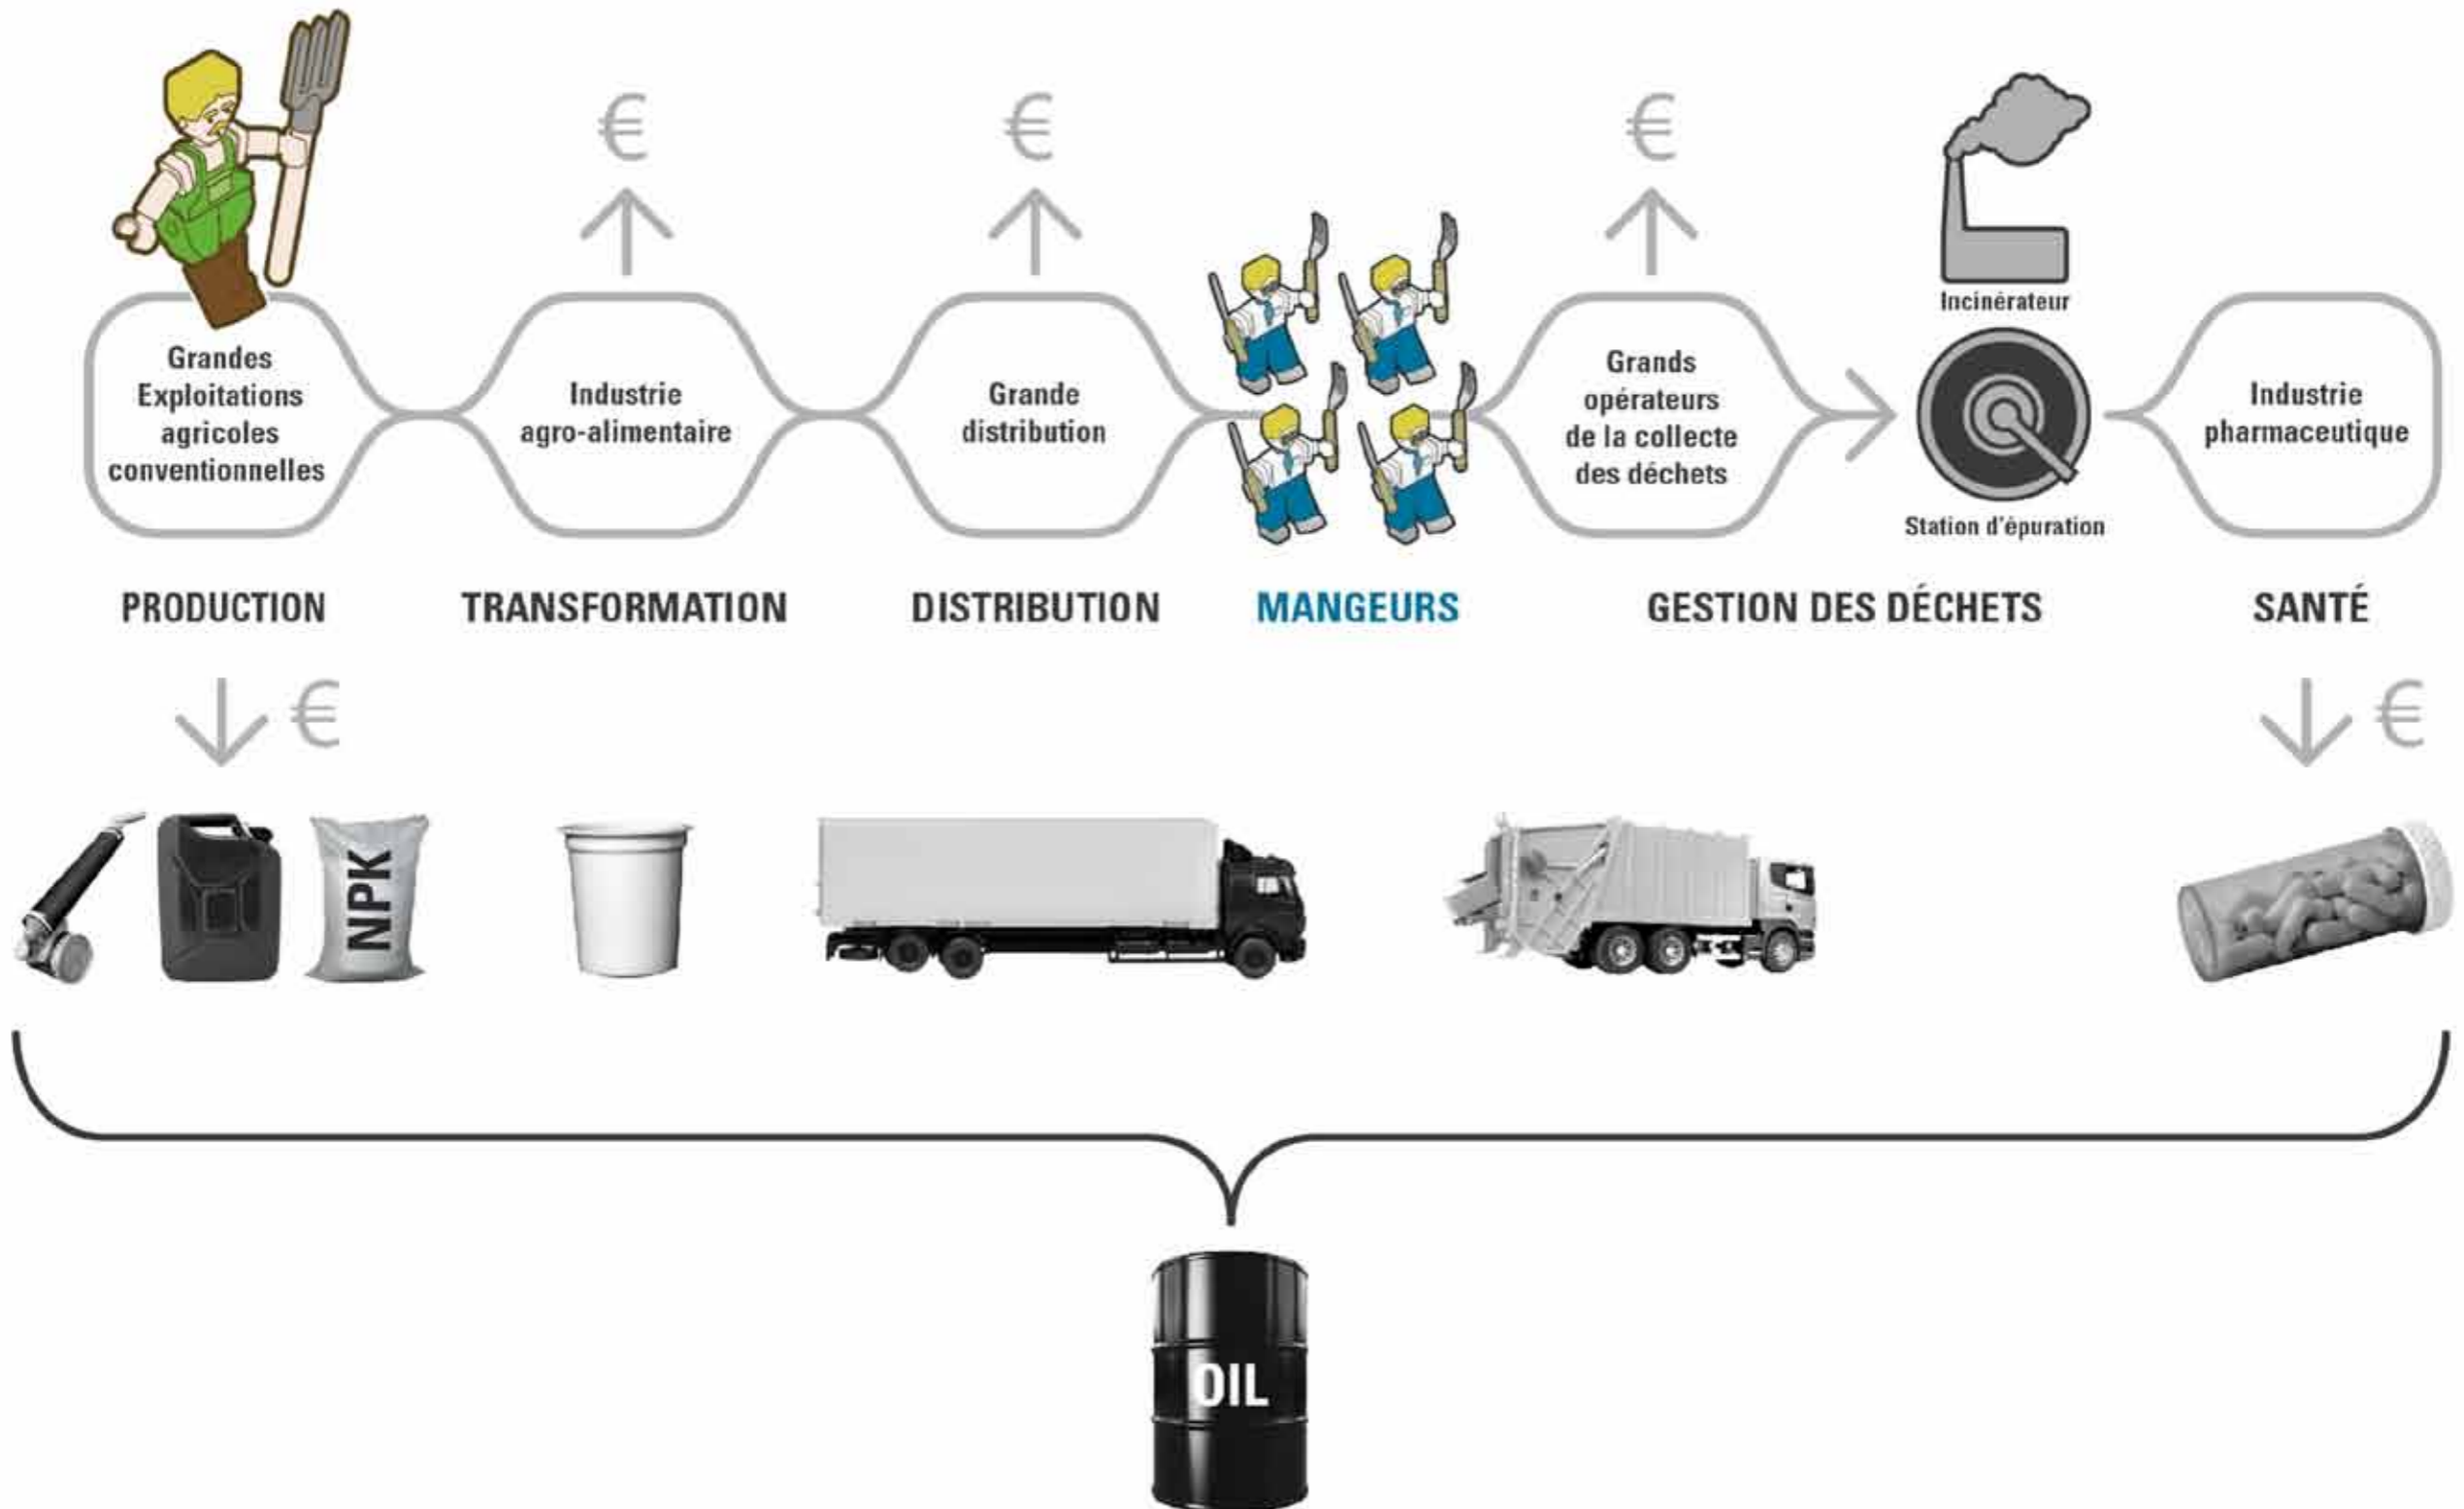 €
€
€
Incinérateur
Grandes
Exploitations
agricoles
conventionnelles
Industrie
agro-alimentaire
Grande
distribution
Grands
opérateurs
de la collecte
des déchets
Station d'épuration
Industrie
pharmaceutique
PRODUCTION
TRANSFORMATION
DISTRIBUTION
MANGEURS
GESTION DES DÉCHETS
SANTÉ
€
€
NPK
OIL